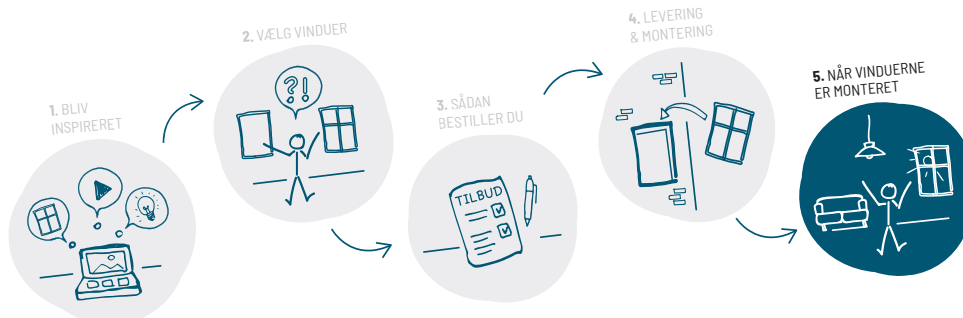 1. BLIV
INSPIRERET
2. VÆLG VINDUER
?!
3. SÅDAN
BESTILLER DU
TILBUD
4. LEVERING
& MONTERING
5. NÅR VINDUERNE
ER MONTERET